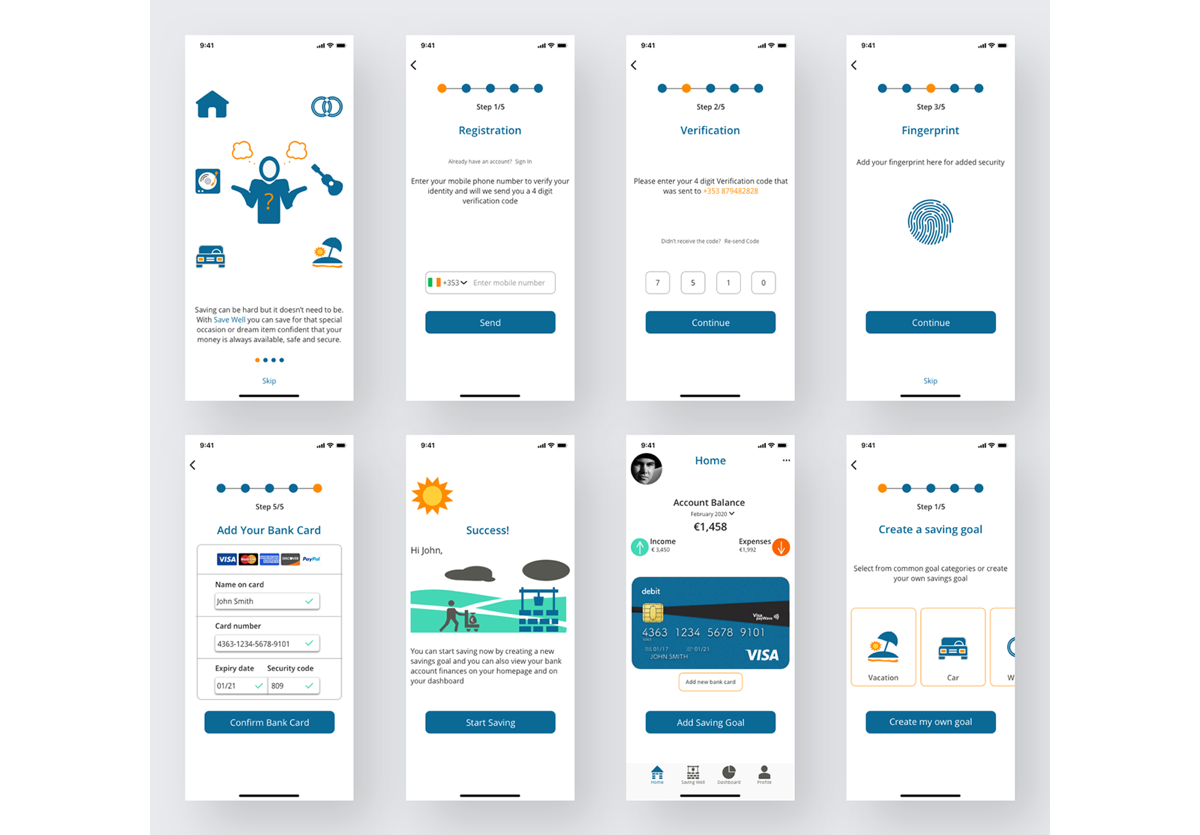 9:41
Saving can be hard but it doesn't need to be.
With Save Well you can save for that special
occasion or dream item confident that your
money is always available, safe and secure.
Skip
9:41
Step 1/5
Registration
Already have an account? Sign In
Enter your mobile phone number to verify your
identity and will we send you a 4 digit
verification code
+353 Enter mobile number
Send
9:41
Step 2/5
Verification
Please enter your 4 digit Verification code that
was sent to +353 879482828
Didn't receive the code? Re-send Code
7 5 1 0
Continue
9:41
Step 3/5
Fingerprint
Add your fingerprint here for added security
?
Continue
Skip
9:41
Step 5/5
Add Your Bank Card
VISA MasterCard DISCOVER PayPal
Name on card
John Smith
Card number
4363-1234-5678-9101
Expiry date Security code
01/21 809
Confirm Bank Card
9:41
Success!
Hi John,
You can start saving now by creating a new
savings goal and you can also view your bank
account finances on your homepage and on
your dashboard
Start Saving
9:41
Home
Account Balance
February 2020
€1,458
Income
€ 3,450
Expenses
€1,992
debit
Visa
payWave
4363 1234 5678 9101
4363
01/17 01/21
JOHN SMITH
VISA
Add new bank card
Add Saving Goal
Home Saving Well Dashboard Profile
9:41
Step 1/5
Create a saving goal
Select from common goal categories or create
your own savings goal
Vacation Car W
Create my own goal